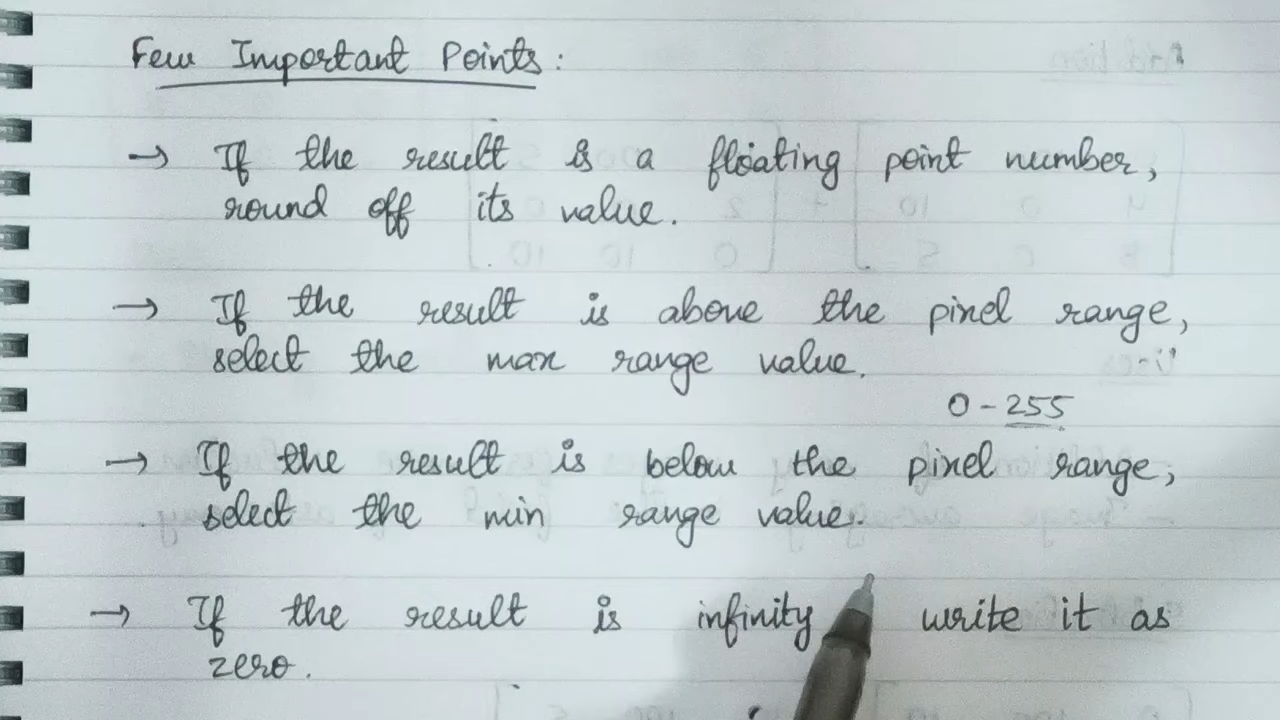 Few Important Points:
→ If the result is a floating point number,
round off its value.
→ If the result is above the pixel range,
select the max range value.
0-255
→ If the result is below the pixel range,
select the min range value.
→ If the result is infinity write it as
zero.